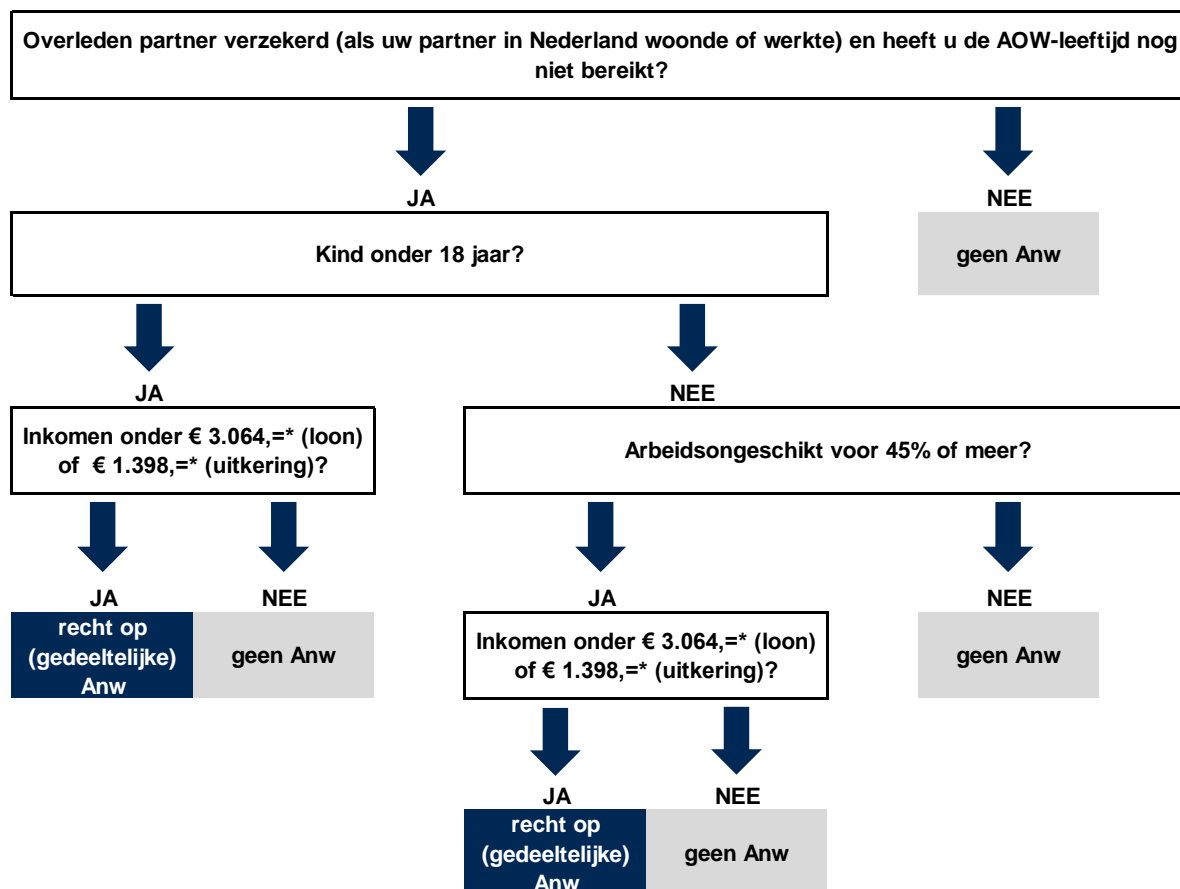 Overleden partner verzekerd (als uw partner in Nederland woonde of werkte) en heeft u de AOW-leeftijd nog
niet bereikt?
JA
NEE
Kind onder 18 jaar?
geen Anw
JA
NEE
Inkomen onder € 3.064,=* (loon)
of € 1.398,=* (uitkering)?
Arbeidsongeschikt voor 45% of meer?
JA
NEE
JA
NEE
recht op
(gedeeltelijke)
Anw
geen Anw
Inkomen onder € 3.064,=* (loon)
of € 1.398,=* (uitkering)?
geen Anw
JA
NEE
recht op
(gedeeltelijke)
Anw
geen Anw